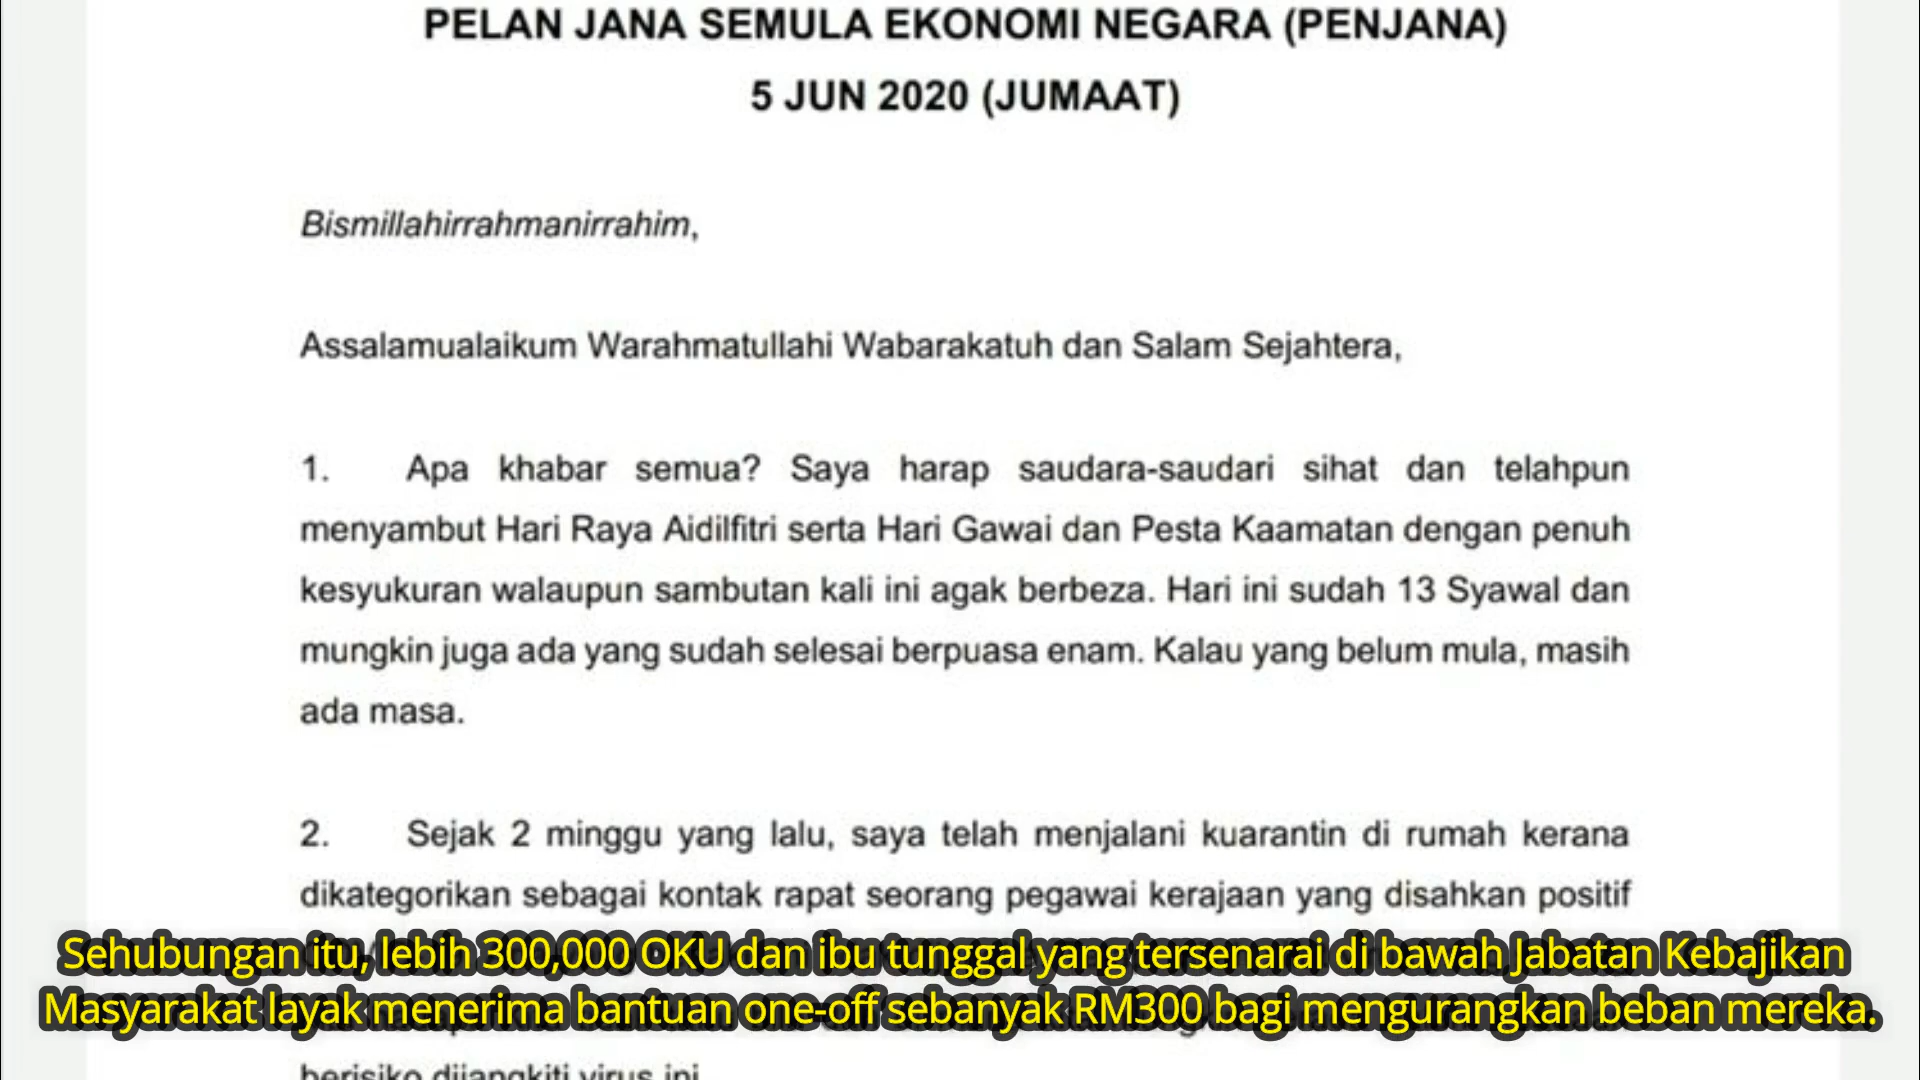 PELAN JANA SEMULA EKONOMI NEGARA (PENJANA)
5 JUN 2020 (JUMAAT)
Bismillahirrahmanirrahim,
Assalamualaikum Warahmatullahi Wabarakatuh dan Salam Sejahtera,
1. Apa khabar semua? Saya harap saudara-saudari sihat dan telahpun
menyambut Hari Raya Aidilfitri serta Hari Gawai dan Pesta Kaamatan dengan penuh
kesyukuran walaupun sambutan kali ini agak berbeza. Hari ini sudah 13 Syawal dan
mungkin juga ada yang sudah selesai berpuasa enam. Kalau yang belum mula, masih
ada masa.
2. Sejak 2 minggu yang lalu, saya telah menjalani kuarantin di rumah kerana
dikategorikan sebagai kontak rapat seorang pegawai kerajaan yang disahkan positif
Sehubungan itu, lebih 300,000 OKU dan ibu tunggal yang tersenarai di bawah Jabatan Kebajikan
Masyarakat layak menerima bantuan one-off sebanyak RM300 bagi mengurangkan beban mereka.
berisiko dijangkiti virus ini